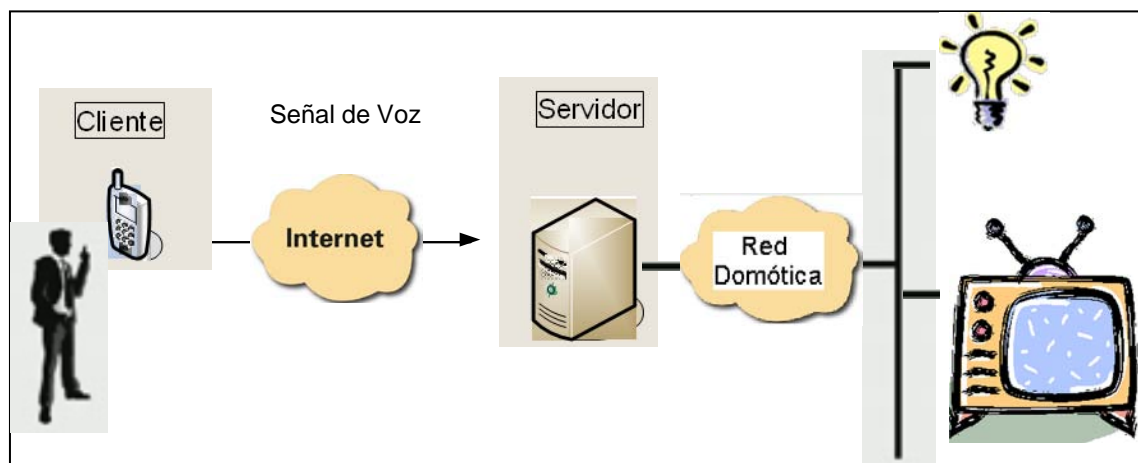 Cliente
Señal de Voz
Internet
Servidor
Red
Domótica